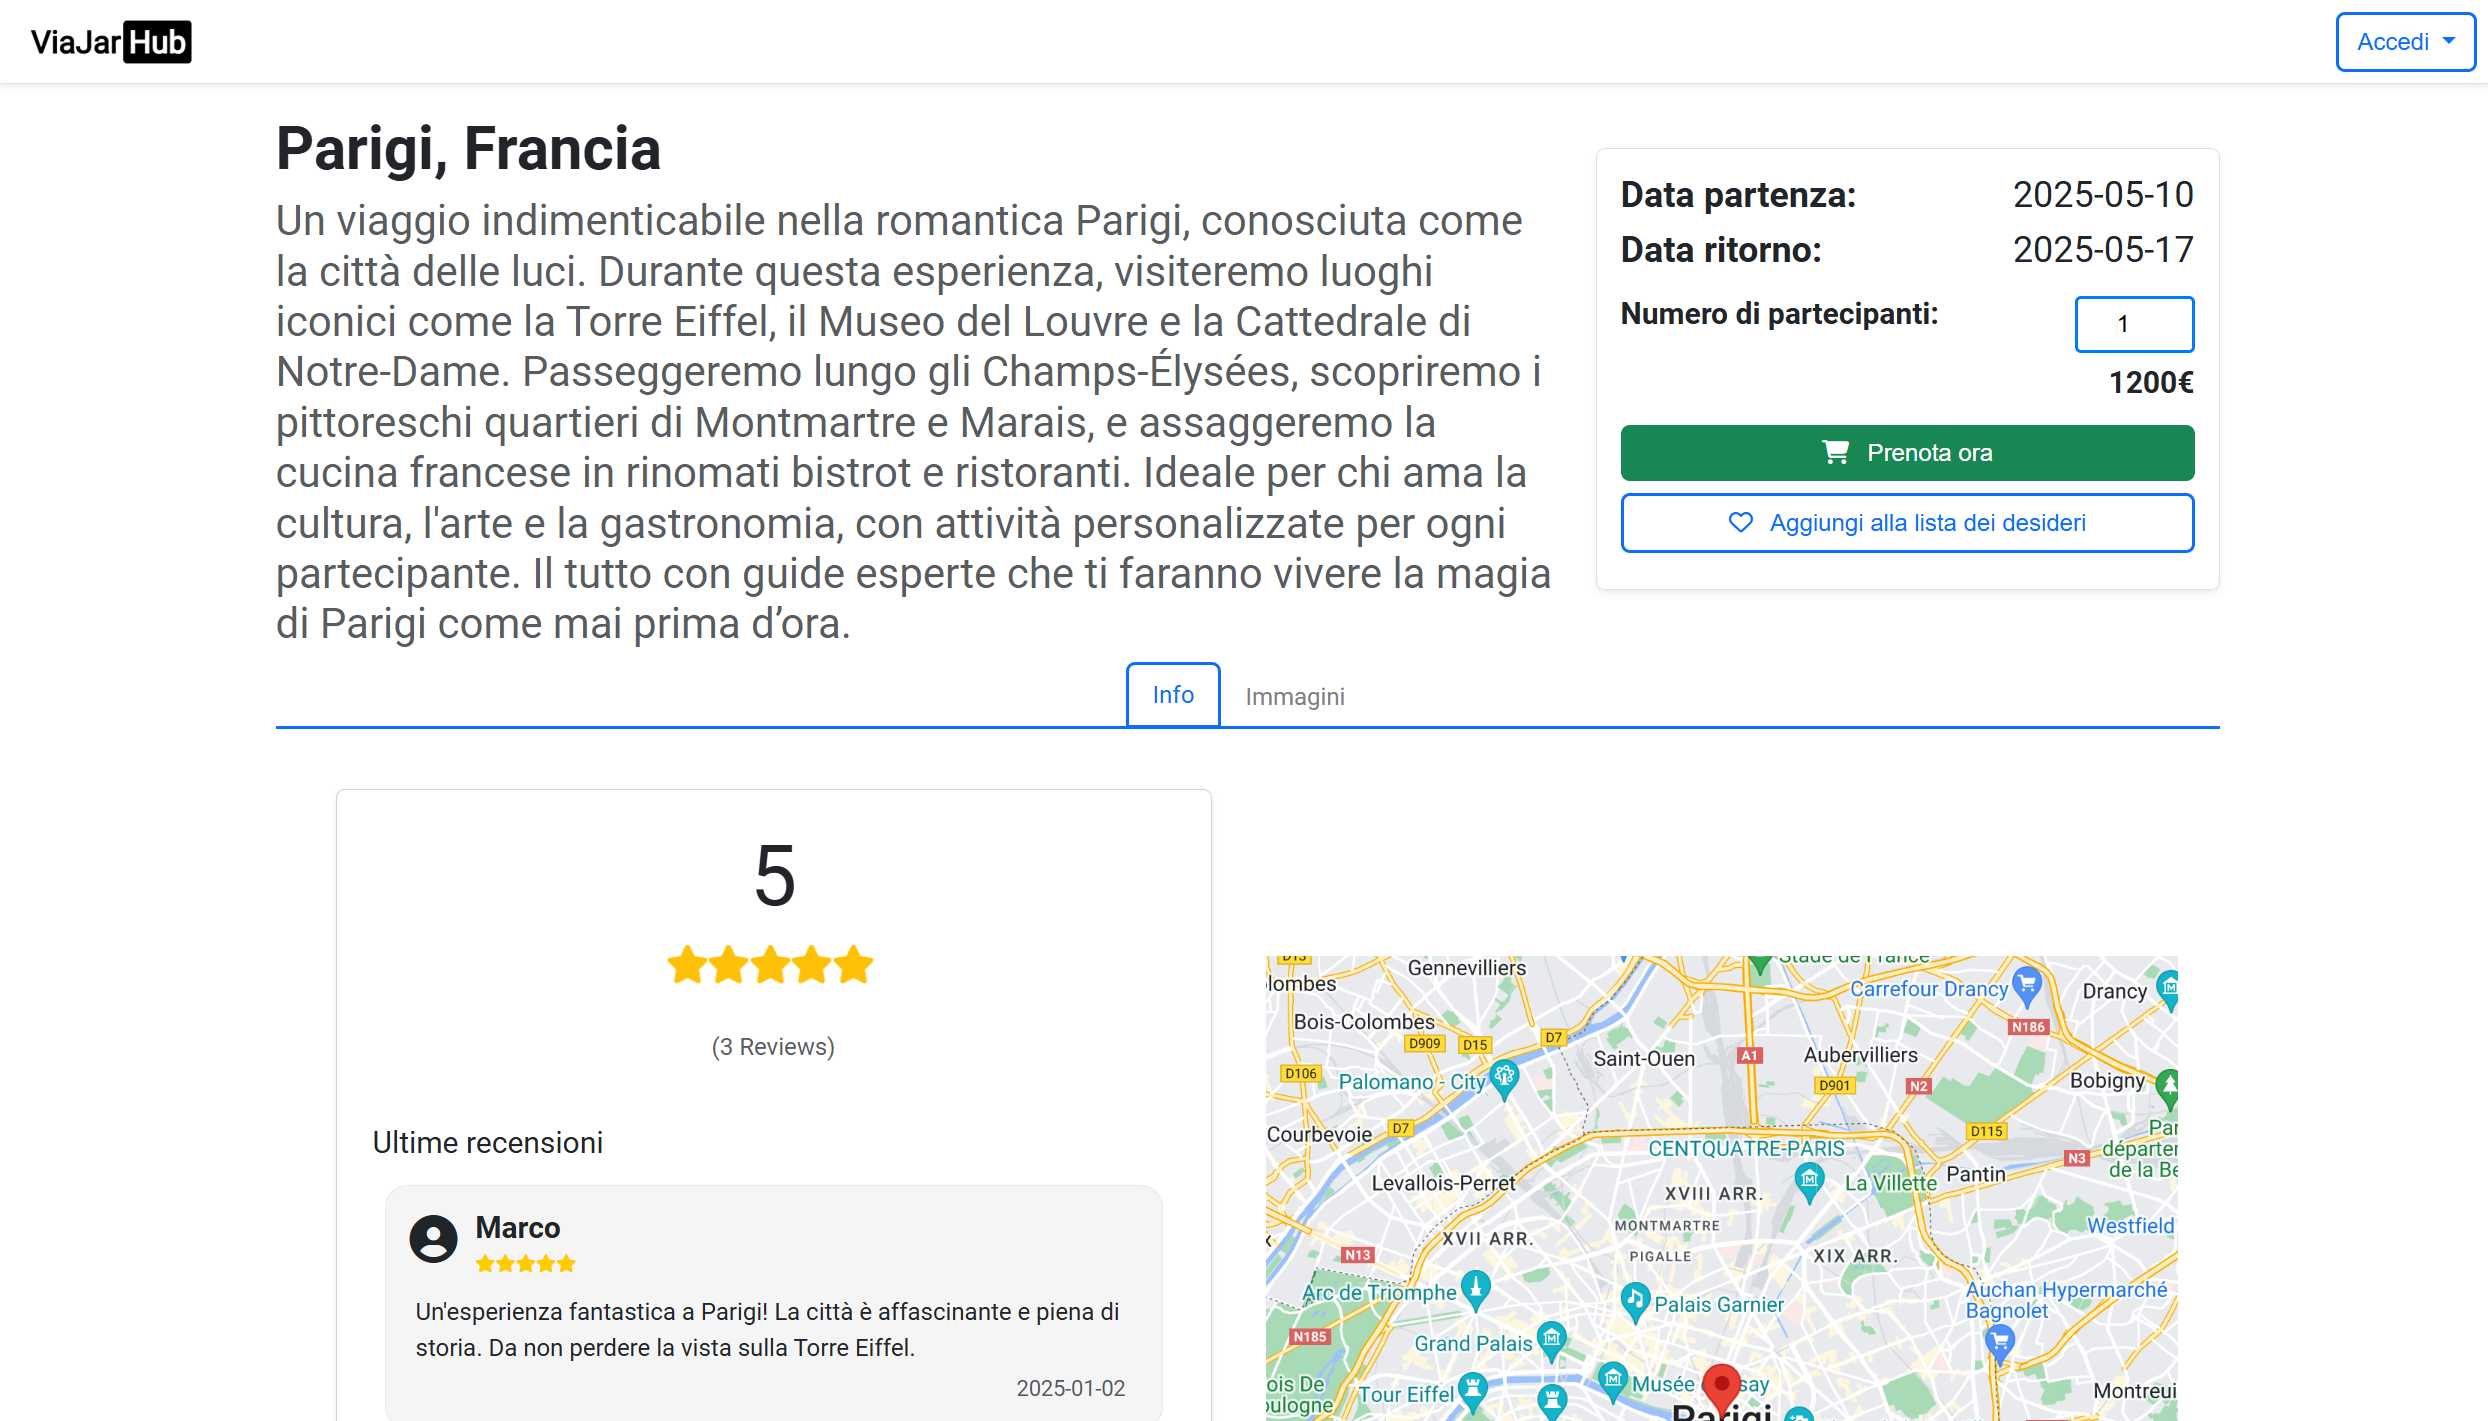 ViaJar Hub
Accedi
Parigi, Francia
Un viaggio indimenticabile nella romantica Parigi, conosciuta come
la città delle luci. Durante questa esperienza, visiteremo luoghi
iconici come la Torre Eiffel, il Museo del Louvre e la Cattedrale di
Notre-Dame. Passeggeremo lungo gli Champs-Élysées, scopriremo i
pittoreschi quartieri di Montmartre e Marais, e assaggeremo la
cucina francese in rinomati bistrot e ristoranti. Ideale per chi ama la
cultura, l'arte e la gastronomia, con attività personalizzate per ogni
partecipante. Il tutto con guide esperte che ti faranno vivere la magia
di Parigi come mai prima d’ora.
Data partenza: 2025-05-10
Data ritorno: 2025-05-17
Numero di partecipanti: 1
1200€
Prenota ora
Aggiungi alla lista dei desideri
Info
Immagini
5
(3 Reviews)
Ultime recensioni
Marco
Un'esperienza fantastica a Parigi! La città è affascinante e piena di
storia. Da non perdere la vista sulla Torre Eiffel.
2025-01-02
Stade de France
Gennevilliers
lombes
Carrefour Drancy
Drancy
Bois-Colombes
N186
D909
D15
D7
Saint-Ouen
A1
Aubervilliers
D106
Palomano - City
D901
N2
Bobigny
Courbevoie
D7
D115
CENTQUATRE-PARIS
Par
départer
de la Be
N3
Levallois-Perret
XVIII ARR.
La Villette
Pantin
MONTMARTRE
Westfield
XVII ARR.
PIGALLE
XIX ARR.
N13
Arc de Triomphe
Palais Garnier
Auchan Hypermarché
Bagnolet
N185
Grand Palais
ois De
oulogne
Tour Eiffel
Musée
say
Montreui
Parigi